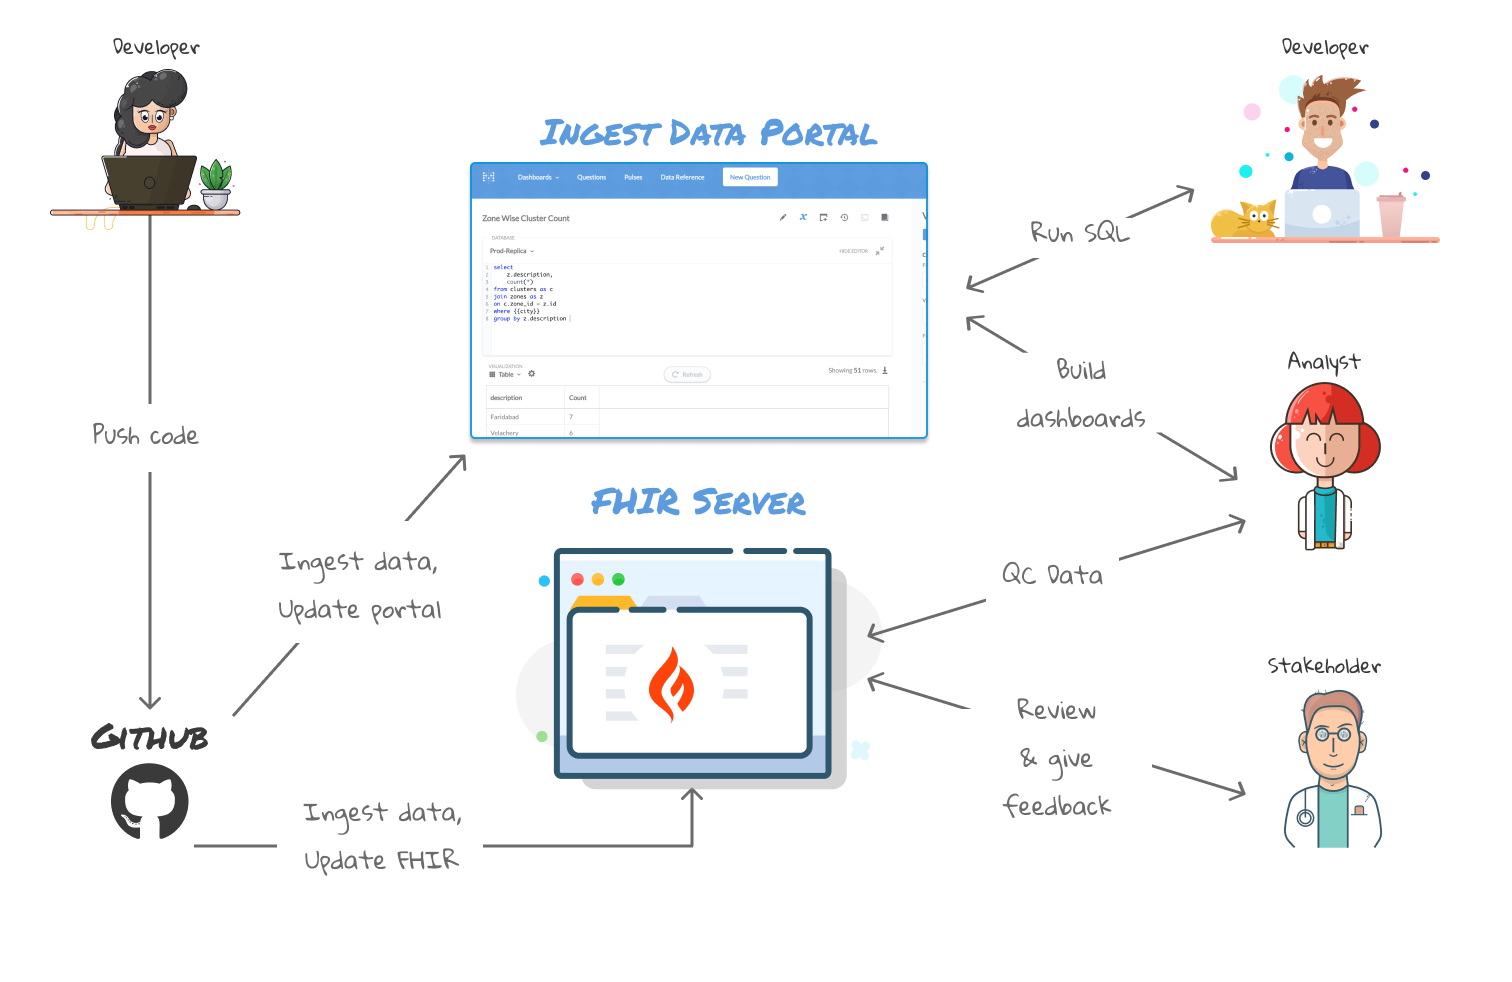 Developer
Developer
Ingest Data Portal
Dashboards Questions Pulses Data Reference New Question
Zone Wise Cluster Count
DATABASE
Prod-Replica
HIDE EDITOR
1 select
2 z.description,
3 count(*)
4 from clusters as c
5 join zones as z
6 on c.zone_id = z.id
7 where {{city}}
8 group by z.description
VISUALIZATION
Table
Refresh
Showing 51 rows.
description Count
Faridabad 7
Velachery 6
Run SQL
Build
dashboards
Analyst
Push code
FHIR Server
Ingest data,
Update portal
QC Data
Stakeholder
Review
& give
feedback
Github
Ingest data,
Update FHIR